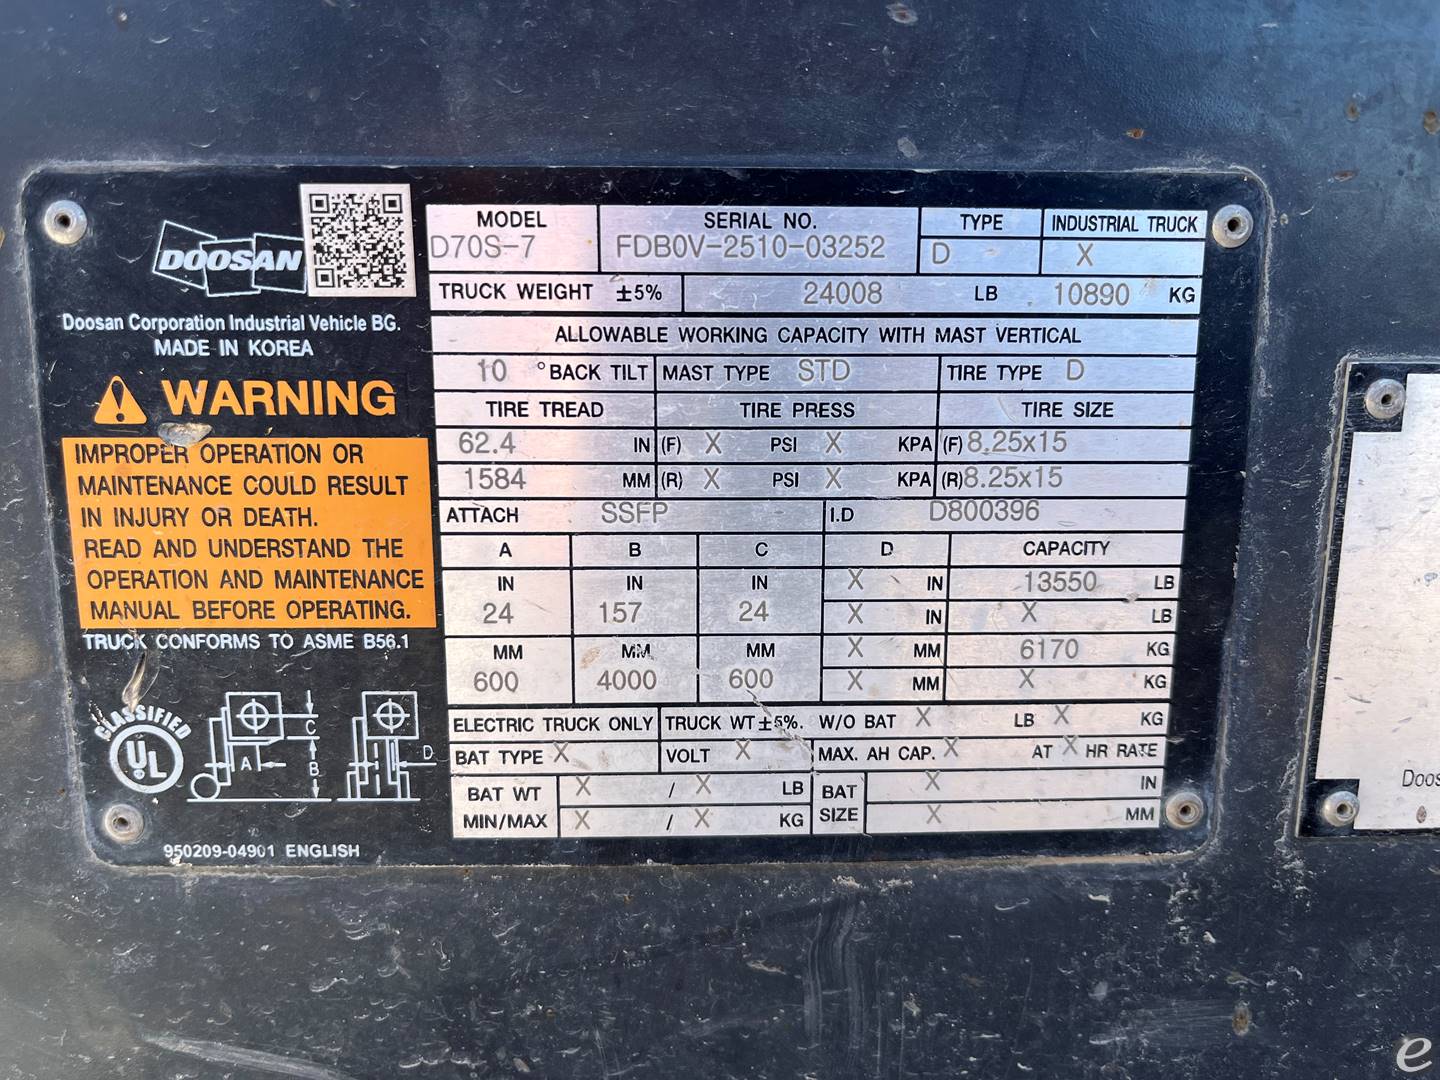 DOOSAN
Doosan Corporation Industrial Vehicle BG.
MADE IN KOREA
WARNING
IMPROPER OPERATION OR
MAINTENANCE COULD RESULT
IN INJURY OR DEATH.
READ AND UNDERSTAND THE
OPERATION AND MAINTENANCE
MANUAL BEFORE OPERATING.
TRUCK CONFORMS TO ASME B56.1
CLASSIFIED
UL
A B C D
950209-04901 ENGLISH
MODEL SERIAL NO. TYPE INDUSTRIAL TRUCK
D70S-7 FDB0V-2510-03252 D X
TRUCK WEIGHT ±5% 24008 LB 10890 KG
ALLOWABLE WORKING CAPACITY WITH MAST VERTICAL
10 ° BACK TILT MAST TYPE STD TIRE TYPE D
TIRE TREAD TIRE PRESS TIRE SIZE
62.4 IN (F) X PSI X KPA (F) 8.25x15
1584 MM (R) X PSI X KPA (R) 8.25x15
ATTACH SSFP I.D D800396
A B C D CAPACITY
IN IN IN X IN 13550 LB
24 157 24 X IN X LB
MM MM MM X MM 6170 KG
600 4000 600 X MM X KG
ELECTRIC TRUCK ONLY TRUCK WT ±5%. W/O BAT X LB X KG
BAT TYPE X VOLT X MAX. AH CAP. X AT X HR RATE
BAT WT X / X LB BAT X IN
MIN/MAX X / X KG SIZE X MM
Doos
e